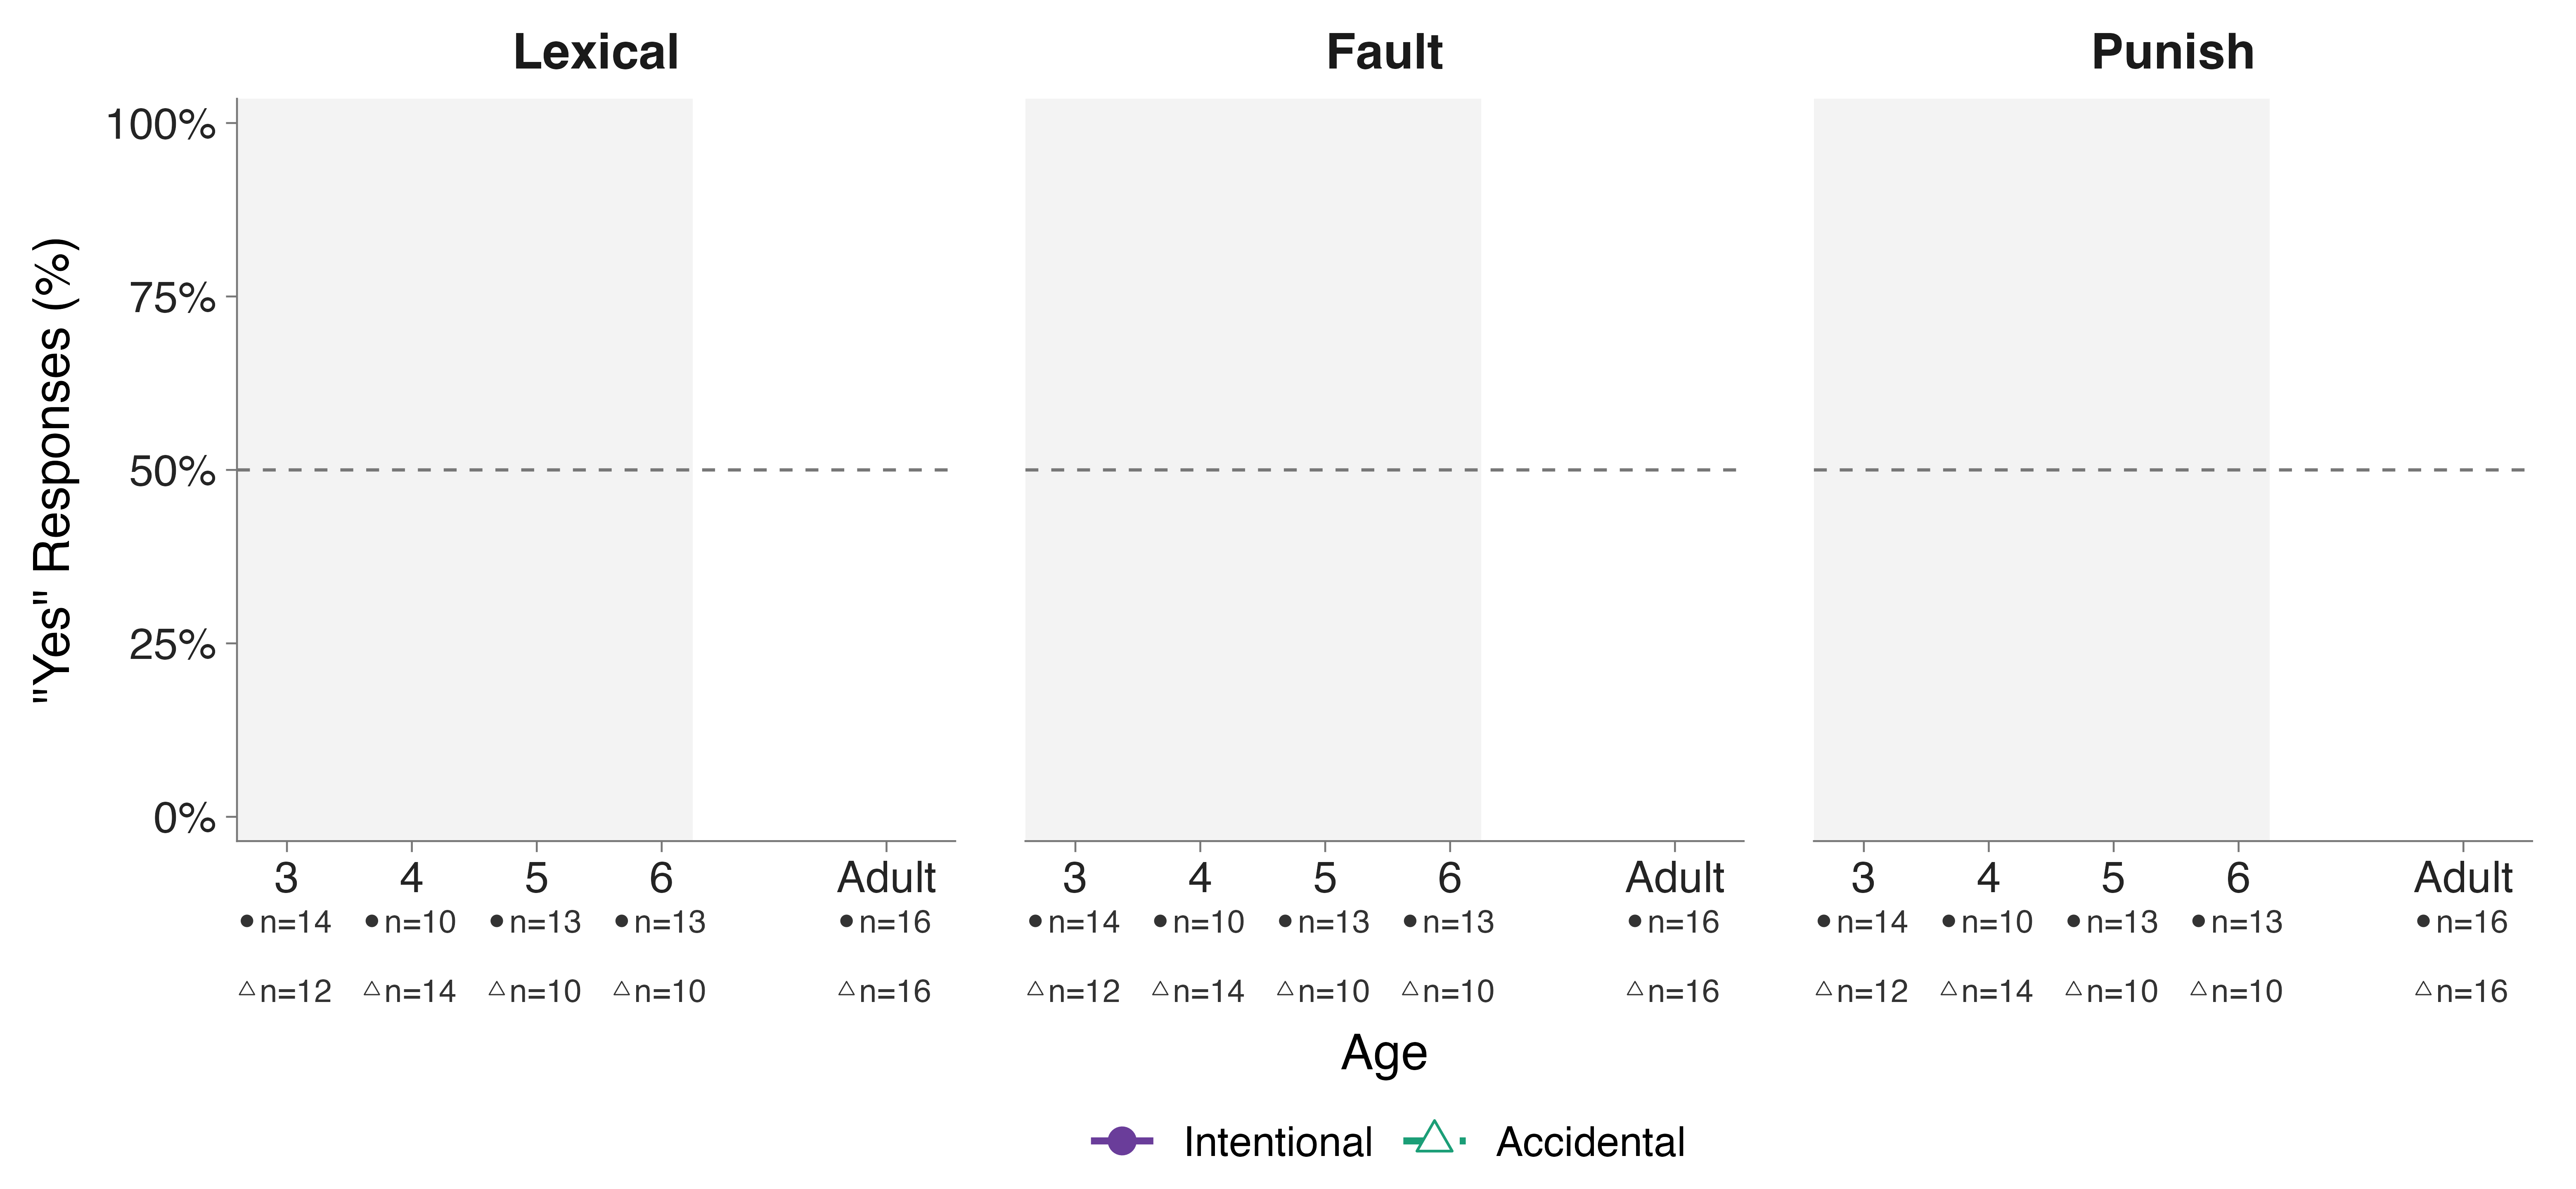 Lexical Fault Punish
"Yes" Responses (%)
100%
75%
50%
25%
0%
3 4 5 6 Adult 3 4 5 6 Adult 3 4 5 6 Adult
n=14 n=10 n=13 n=13 n=16 n=14 n=10 n=13 n=13 n=16 n=14 n=10 n=13 n=13 n=16
n=12 n=14 n=10 n=10 n=16 n=12 n=14 n=10 n=10 n=16 n=12 n=14 n=10 n=10 n=16
Age
Intentional Accidental